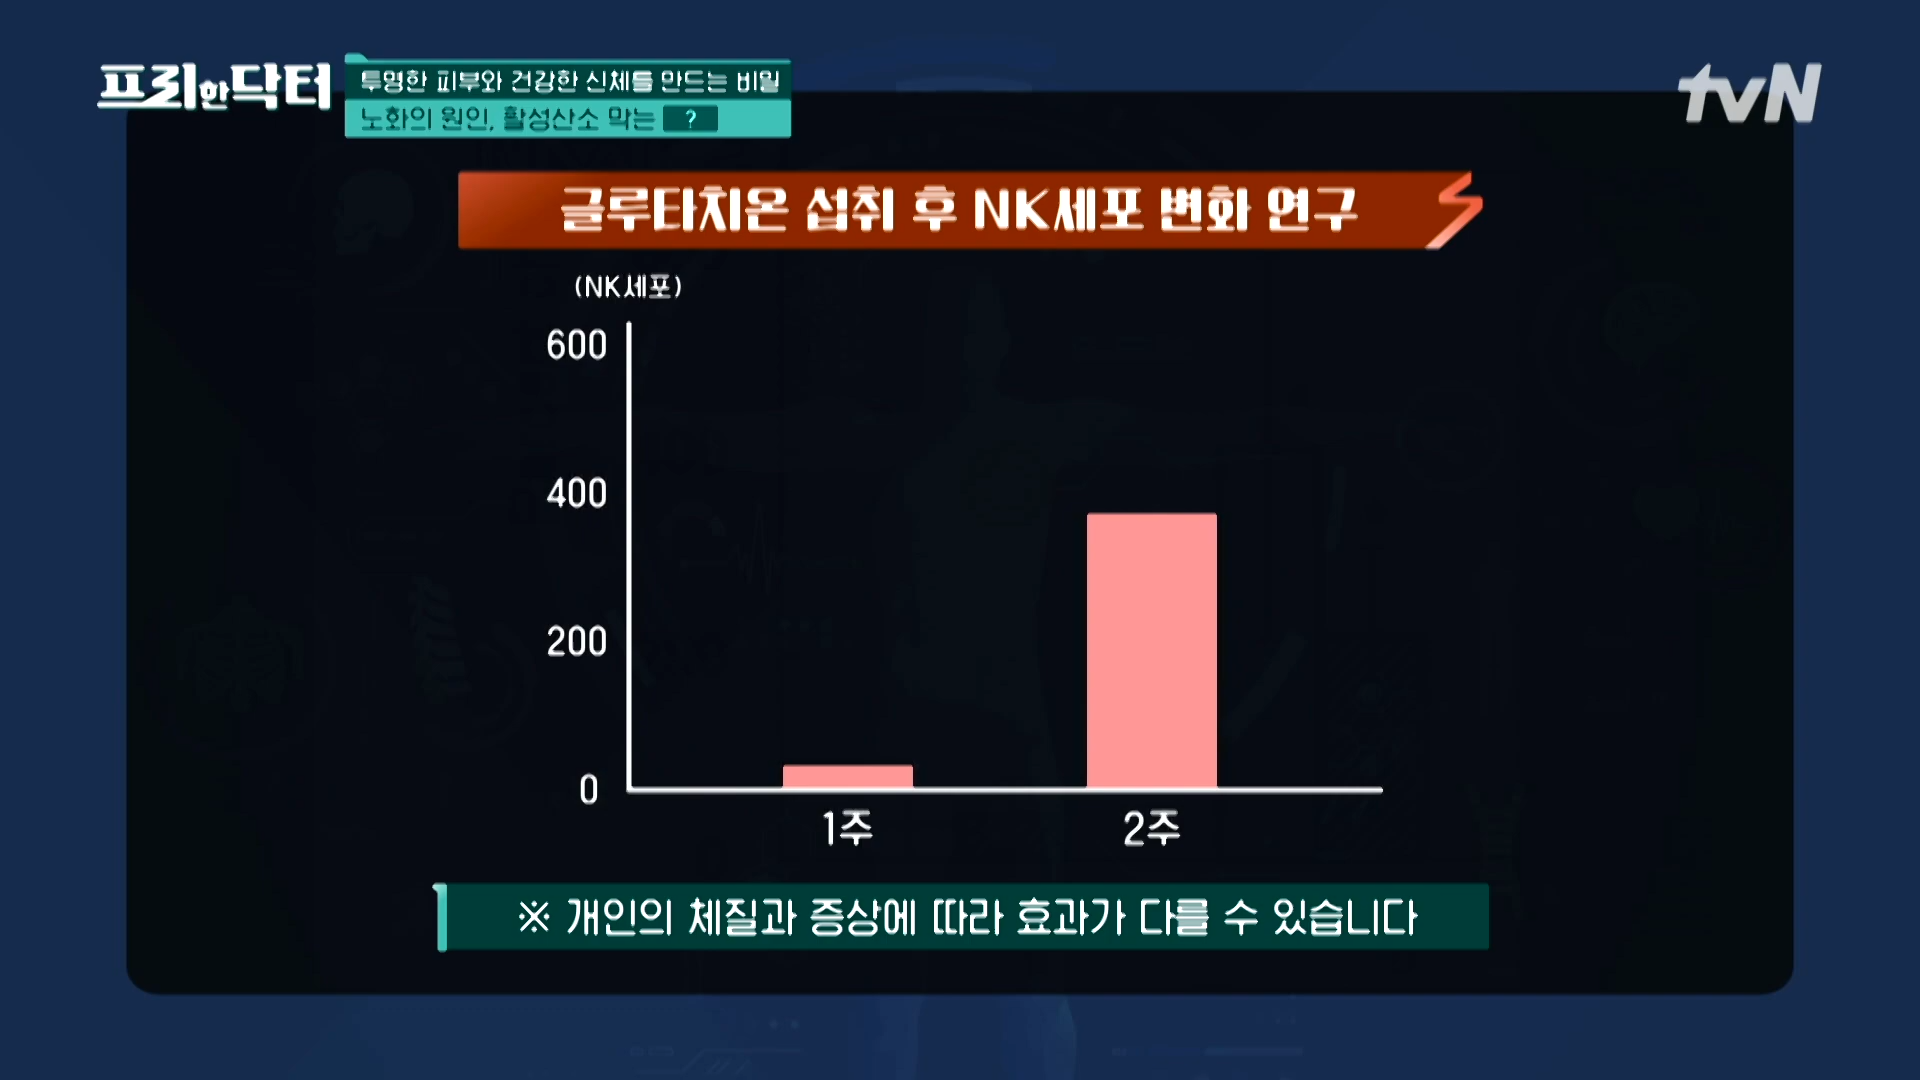 프리한닥터
투명한 피부와 건강한 신체를 만드는 비밀
노화의 원인, 활성산소 막는 ?
tvN
글루타치온 섭취 후 NK세포 변화 연구
(NK세포)
600
400
200
0
1주 2주
※ 개인의 체질과 증상에 따라 효과가 다를 수 있습니다